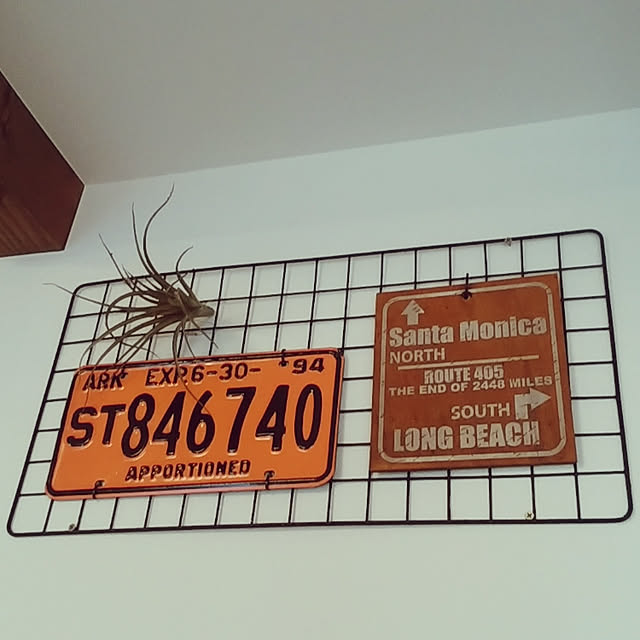 ARK EXP. 6-30- 94
ST846740
APPORTIONED
Santa Monica
NORTH
ROUTE 405
THE END OF 2448 MILES
SOUTH
LONG BEACH